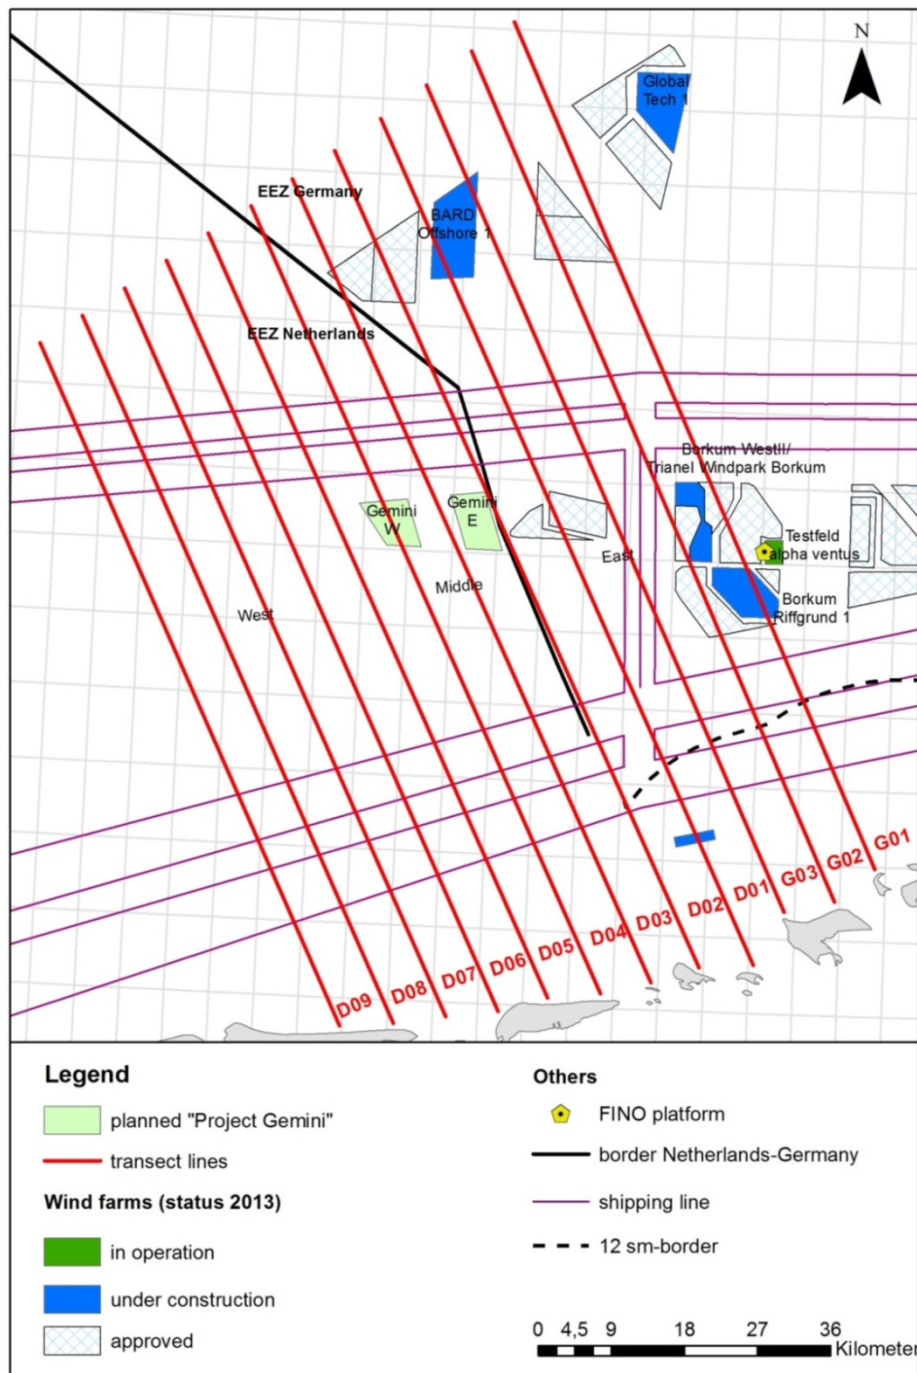 N
Global
Tech 1
EEZ Germany
BARD
Offshore 1
EEZ Netherlands
Borkum WestII/
Trianel Windpark Borkum
Gemini
W
Gemini
E
Testfeld
alpha ventus
East
Middle
West
Borkum
Riffgrund 1
D09 D08 D07 D06 D05 D04 D03 D02 D01 G03 G02 G01
Legend
planned "Project Gemini"
transect lines
Wind farms (status 2013)
in operation
under construction
approved
Others
FINO platform
border Netherlands-Germany
shipping line
12 sm-border
0 4,5 9 18 27 36
Kilometer